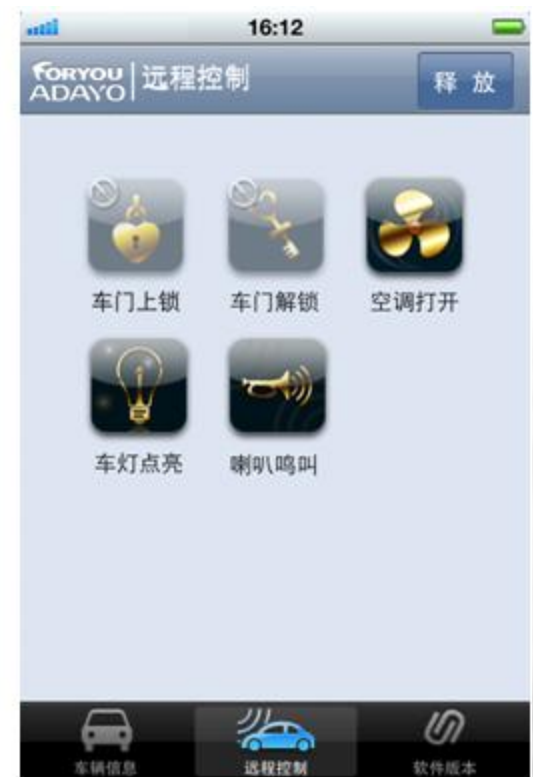 16:12
FORYOU
ADAYO
远程控制
释 放
车门上锁 车门解锁 空调打开
车灯点亮 喇叭鸣叫
车辆信息 远程控制 软件版本